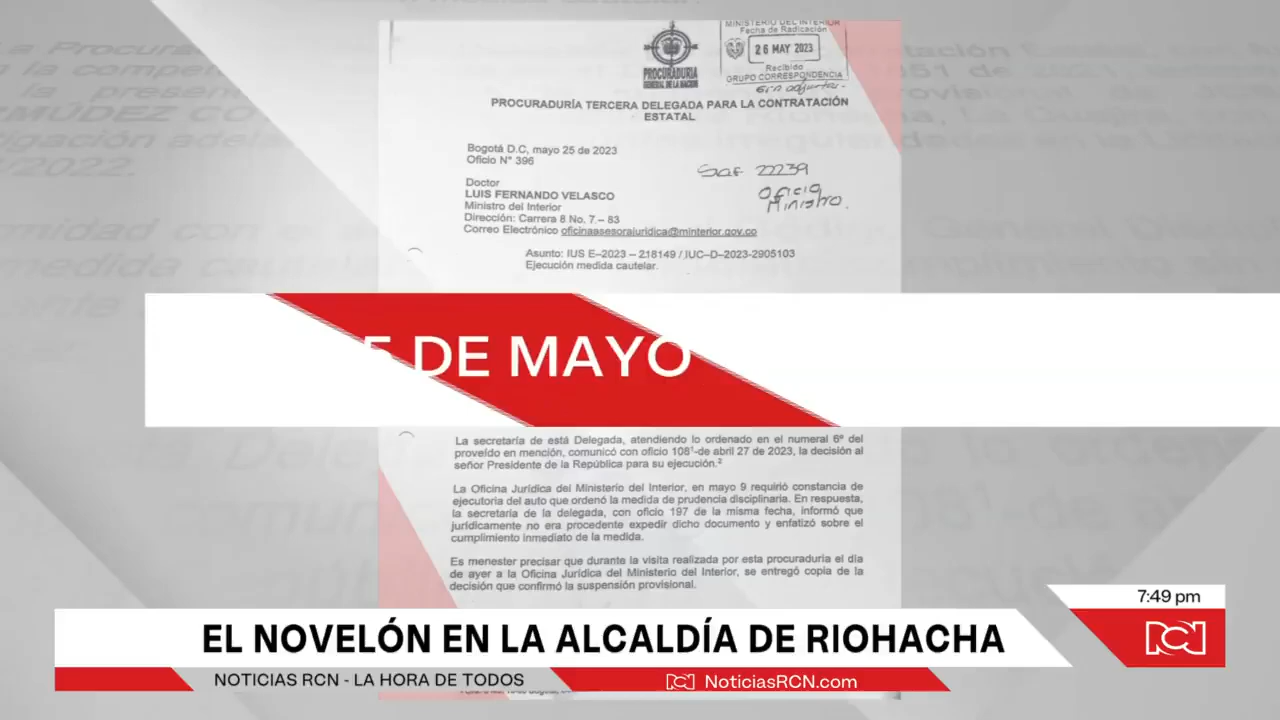 MINISTERIO DEL INTERIOR
Fecha de Radicación
26 MAY 2023
Recibido
GRUPO CORRESPONDENCIA
PROCURADURIA
GENERAL DE LA NACION
PROCURADURÍA TERCERA DELEGADA PARA LA CONTRATACIÓN
ESTATAL
Bogotá D.C, mayo 25 de 2023
Oficio N° 396
22239
Oficio
Ministro.
Doctor
LUIS FERNANDO VELASCO
Ministro del Interior
Dirección: Carrera 8 No. 7 – 83
Correo Electrónico oficinaasesorajuridica@minterior.gov.co
Asunto: IUS E–2023 – 218149 / IUC–D–2023-2905103
Ejecución medida cautelar.
5 DE MAYO
La secretaría de está Delegada, atendiendo lo ordenado en el numeral 6º del
proveído en mención, comunicó con oficio 108¹-de abril 27 de 2023, la decisión al
señor Presidente de la República para su ejecución.²
La Oficina Jurídica del Ministerio del Interior, en mayo 9 requirió constancia de
ejecutoria del auto que ordenó la medida de prudencia disciplinaria. En respuesta,
la secretaria de la delegada, con oficio 197 de la misma fecha, informó que
jurídicamente no era procedente expedir dicho documento y enfatizó sobre el
cumplimiento inmediato de la medida.
Es menester precisar que durante la visita realizada por esta procuraduría el día
de ayer a la Oficina Jurídica del Ministerio del Interior, se entregó copia de la
decisión que confirmó la suspensión provisional.
7:49 pm
EL NOVELÓN EN LA ALCALDÍA DE RIOHACHA
RCN
NOTICIAS RCN - LA HORA DE TODOS
RCN NoticiasRCN.com